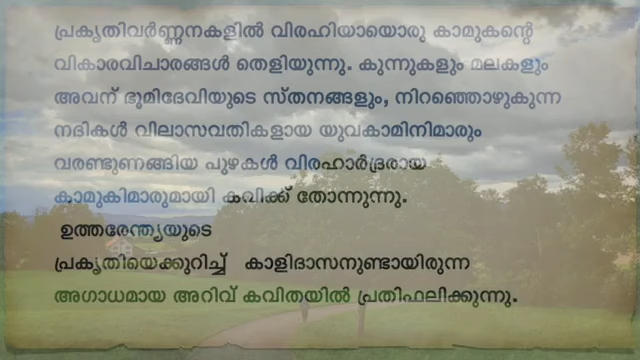 പ്രകൃതിവർണ്ണനകളിൽ വിരഹിയായൊരു കാമുകന്റെ
വികാരവിചാരങ്ങൾ തെളിയുന്നു. കുന്നുകളും മലകളും
അവന് ഭൂമിദേവിയുടെ സ്തനങ്ങളും, നിറഞ്ഞൊഴുകുന്ന
നദികൾ വിലാസവതികളായ യുവകാമിനിമാരും
വരണ്ടുണങ്ങിയ പുഴകൾ വിരഹാർദ്രരായ
കാമുകിമാരുമായി കവിക്ക് തോന്നുന്നു.
ഉത്തരേന്ത്യയുടെ
പ്രകൃതിയെക്കുറിച്ച് കാളിദാസനുണ്ടായിരുന്ന
അഗാധമായ അറിവ് കവിതയിൽ പ്രതിഫലിക്കുന്നു.